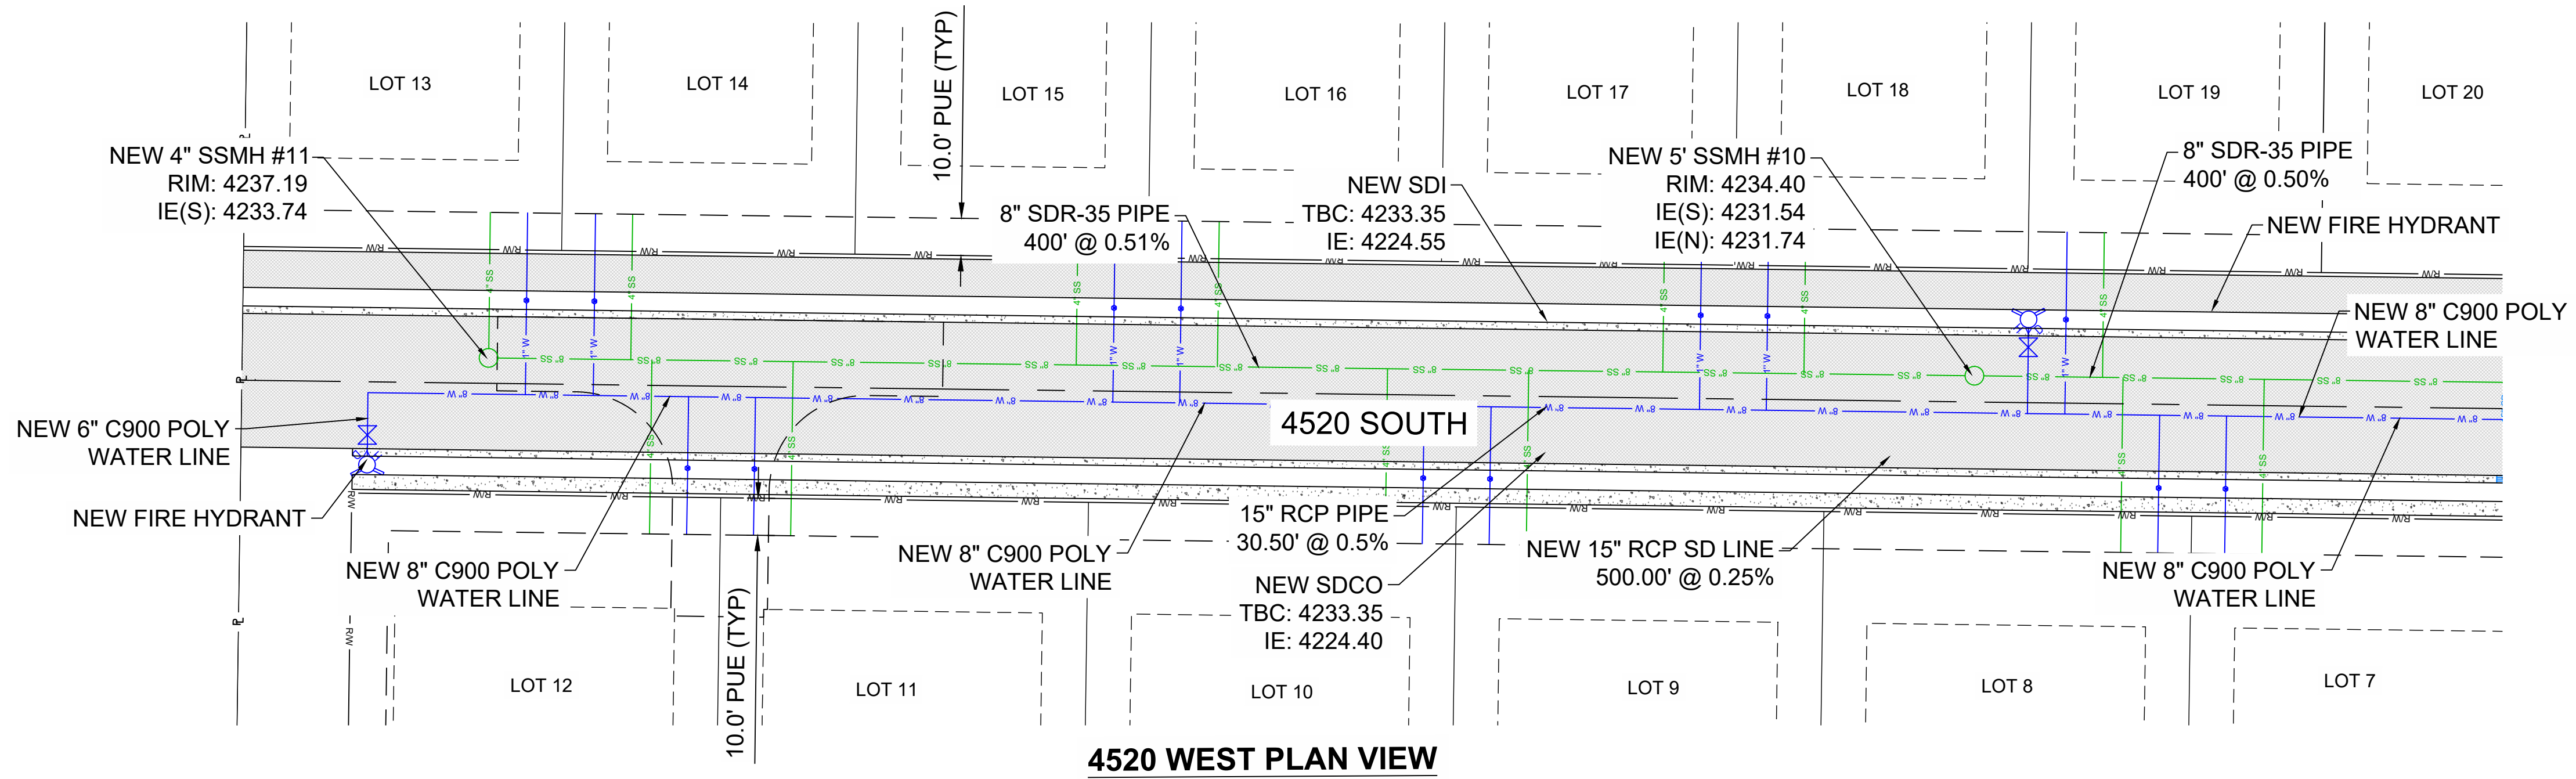 LOT 13
LOT 14
LOT 15
LOT 16
LOT 17
LOT 18
LOT 19
LOT 20
10.0' PUE (TYP)
NEW 4" SSMH #11
RIM: 4237.19
IE(S): 4233.74
8" SDR-35 PIPE
400' @ 0.51%
NEW SDI
TBC: 4233.35
IE: 4224.55
NEW 5' SSMH #10
RIM: 4234.40
IE(S): 4231.54
IE(N): 4231.74
8" SDR-35 PIPE
400' @ 0.50%
NEW FIRE HYDRANT
NEW 8" C900 POLY
WATER LINE
R/W
4" SS
1" W
8" SS
8" W
PL
4520 SOUTH
NEW 6" C900 POLY
WATER LINE
NEW FIRE HYDRANT
NEW 8" C900 POLY
WATER LINE
NEW 8" C900 POLY
WATER LINE
15" RCP PIPE
30.50' @ 0.5%
NEW SDCO
TBC: 4233.35
IE: 4224.40
NEW 15" RCP SD LINE
500.00' @ 0.25%
NEW 8" C900 POLY
WATER LINE
10.0' PUE (TYP)
LOT 12
LOT 11
LOT 10
LOT 9
LOT 8
LOT 7
4520 WEST PLAN VIEW